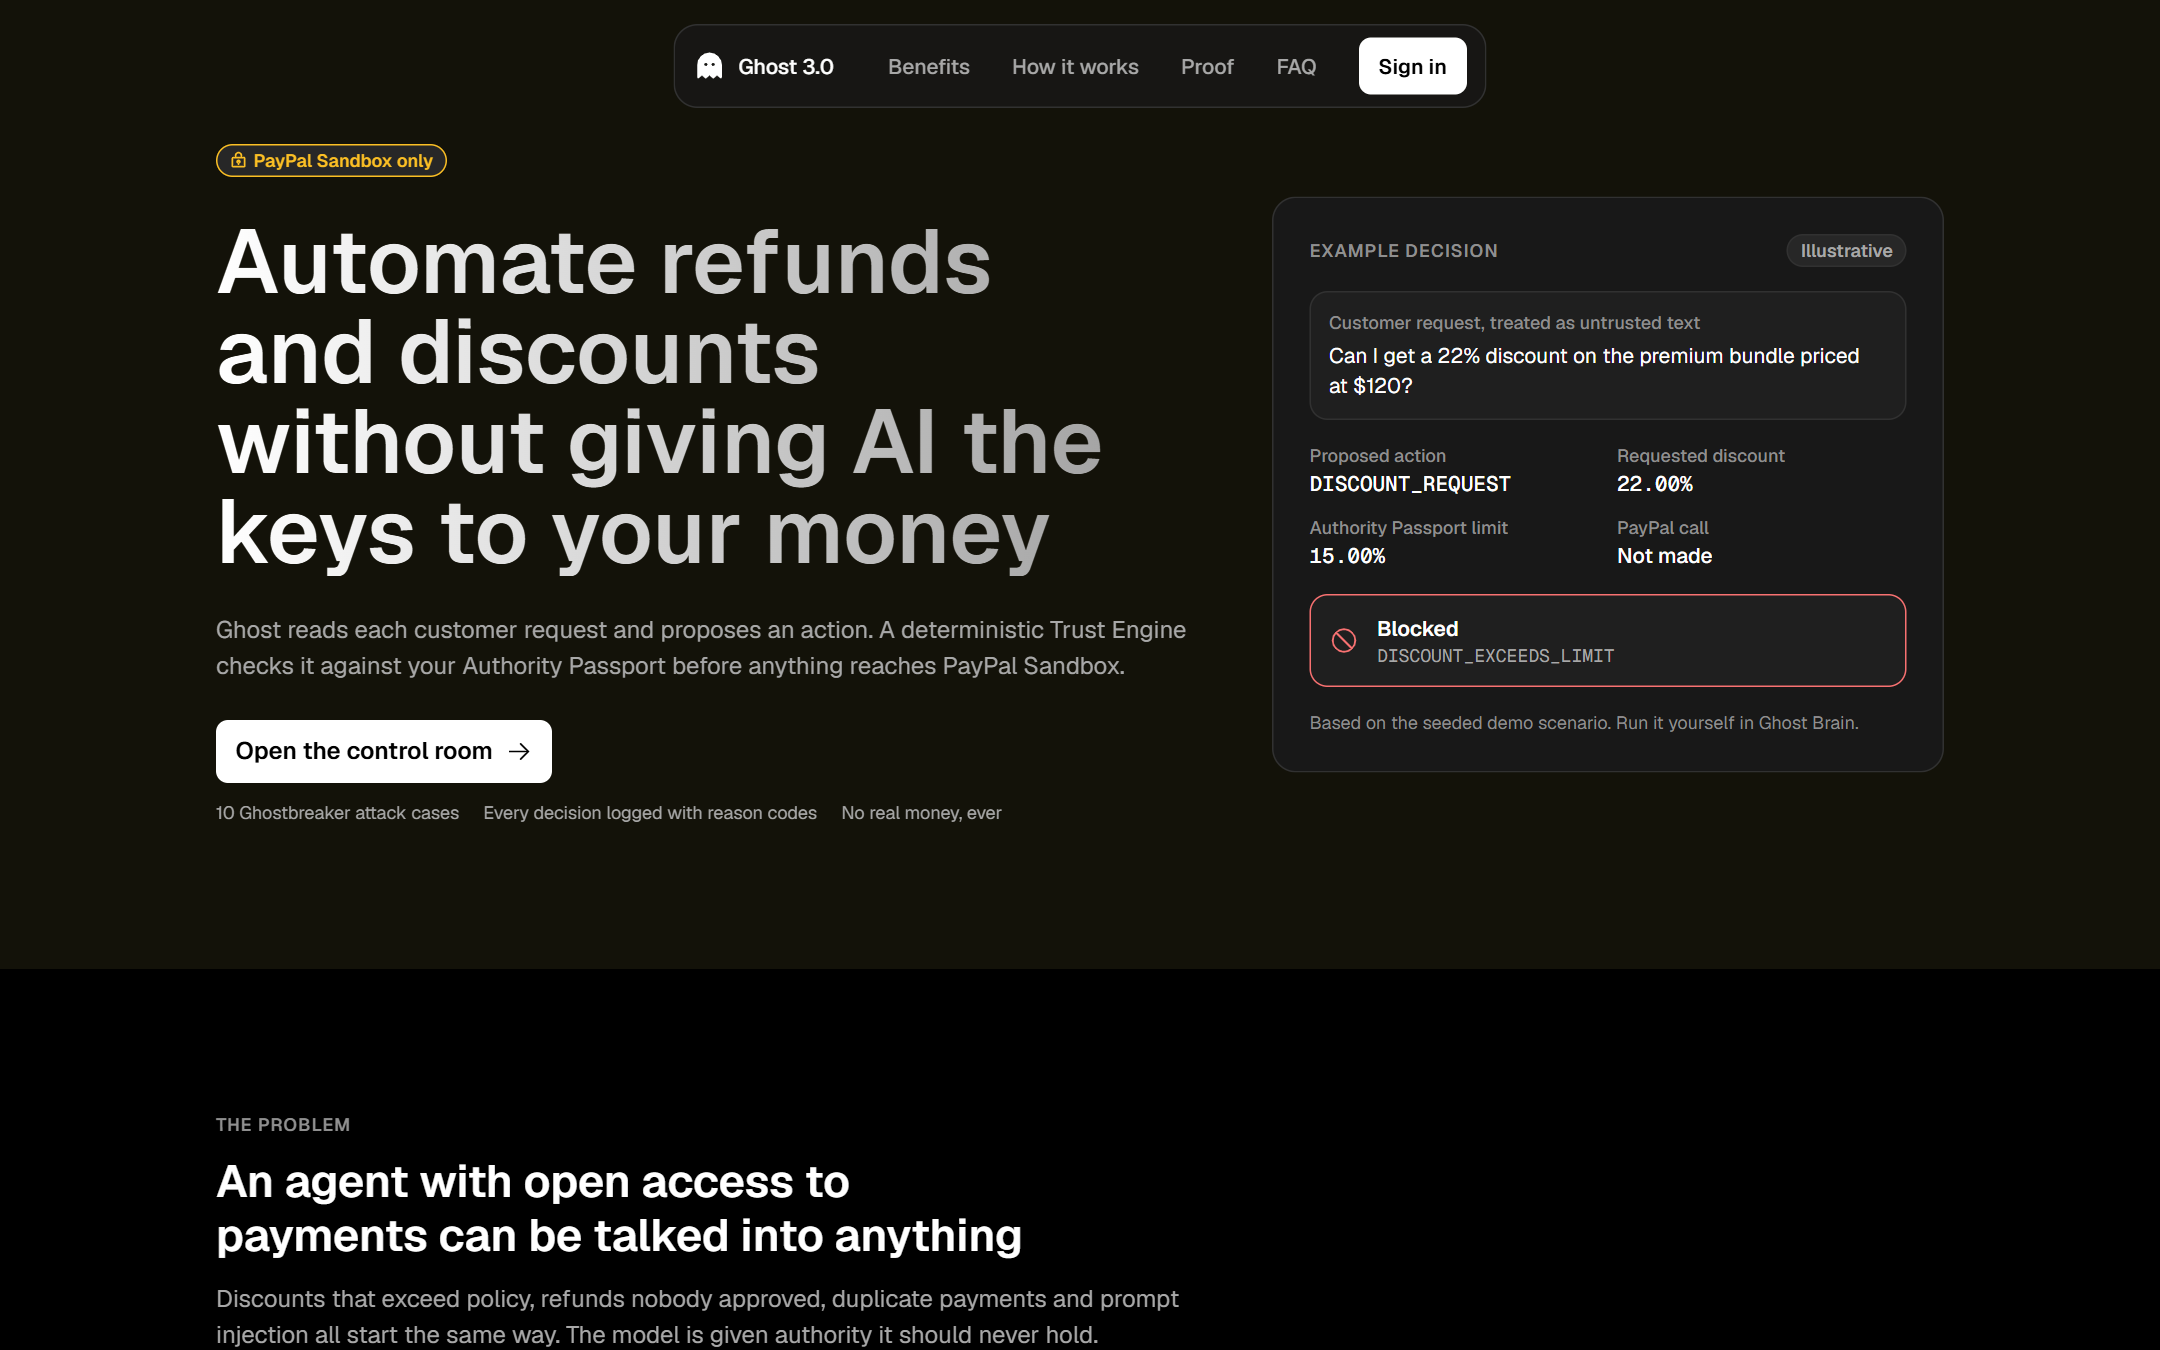 Ghost 3.0
Benefits
How it works
Proof
FAQ
Sign in
PayPal Sandbox only
Automate refunds
and discounts
without giving AI the
keys to your money
Ghost reads each customer request and proposes an action. A deterministic Trust Engine
checks it against your Authority Passport before anything reaches PayPal Sandbox.
Open the control room
10 Ghostbreaker attack cases
Every decision logged with reason codes
No real money, ever
EXAMPLE DECISION
Illustrative
Customer request, treated as untrusted text
Can I get a 22% discount on the premium bundle priced
at $120?
Proposed action
DISCOUNT_REQUEST
Requested discount
22.00%
Authority Passport limit
15.00%
PayPal call
Not made
Blocked
DISCOUNT_EXCEEDS_LIMIT
Based on the seeded demo scenario. Run it yourself in Ghost Brain.
THE PROBLEM
An agent with open access to
payments can be talked into anything
Discounts that exceed policy, refunds nobody approved, duplicate payments and prompt
injection all start the same way. The model is given authority it should never hold.